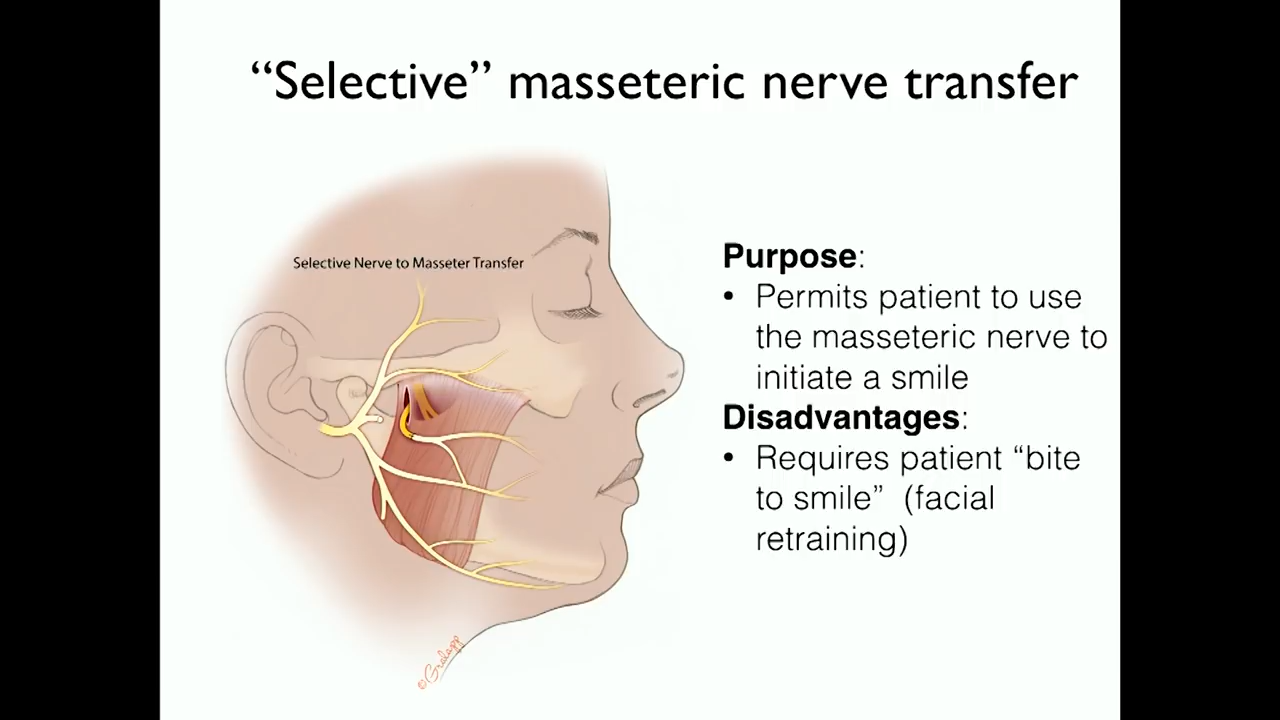 “Selective” masseteric nerve transfer
Selective Nerve to Masseter Transfer
Purpose:
• Permits patient to use
the masseteric nerve to
initiate a smile
Disadvantages:
• Requires patient “bite
to smile” (facial
retraining)
©Gralapp